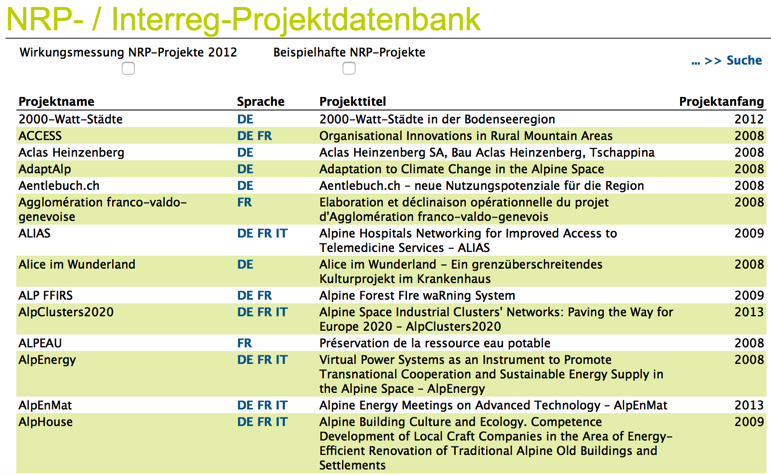 NRP- / Interreg-Projektdatenbank
Wirkungsmessung NRP-Projekte 2012 Beispielhafte NRP-Projekte
... >> Suche
Projektname Sprache Projekttitel Projektanfang
2000-Watt-Städte DE 2000-Watt-Städte in der Bodenseeregion 2012
ACCESS DE FR Organisational Innovations in Rural Mountain Areas 2008
Aclas Heinzenberg DE Aclas Heinzenberg SA, Bau Aclas Heinzenberg, Tschappina 2008
AdaptAlp DE Adaptation to Climate Change in the Alpine Space 2008
Aentlebuch.ch DE Aentlebuch.ch - neue Nutzungspotenziale für die Region 2008
Agglomération franco-valdo- FR Elaboration et déclinaison opérationnelle du projet 2008
genevoise d'Agglomération franco-valdo-genevois
ALIAS DE FR IT Alpine Hospitals Networking for Improved Access to 2009
Telemedicine Services - ALIAS
Alice im Wunderland DE Alice im Wunderland - Ein grenzüberschreitendes 2008
Kulturprojekt im Krankenhaus
ALP FFIRS DE FR Alpine Forest FIre waRning System 2009
AlpClusters2020 DE FR IT Alpine Space Industrial Clusters' Networks: Paving the Way for 2013
Europe 2020 - AlpClusters2020
ALPEAU FR Préservation de la ressource eau potable 2008
AlpEnergy DE FR IT Virtual Power Systems as an Instrument to Promote 2008
Transnational Cooperation and Sustainable Energy Supply in
the Alpine Space - AlpEnergy
AlpEnMat DE FR IT Alpine Energy Meetings on Advanced Technology - AlpEnMat 2013
AlpHouse DE FR IT Alpine Building Culture and Ecology. Competence 2009
Development of Local Craft Companies in the Area of Energy-
Efficient Renovation of Traditional Alpine Old Buildings and
Settlements